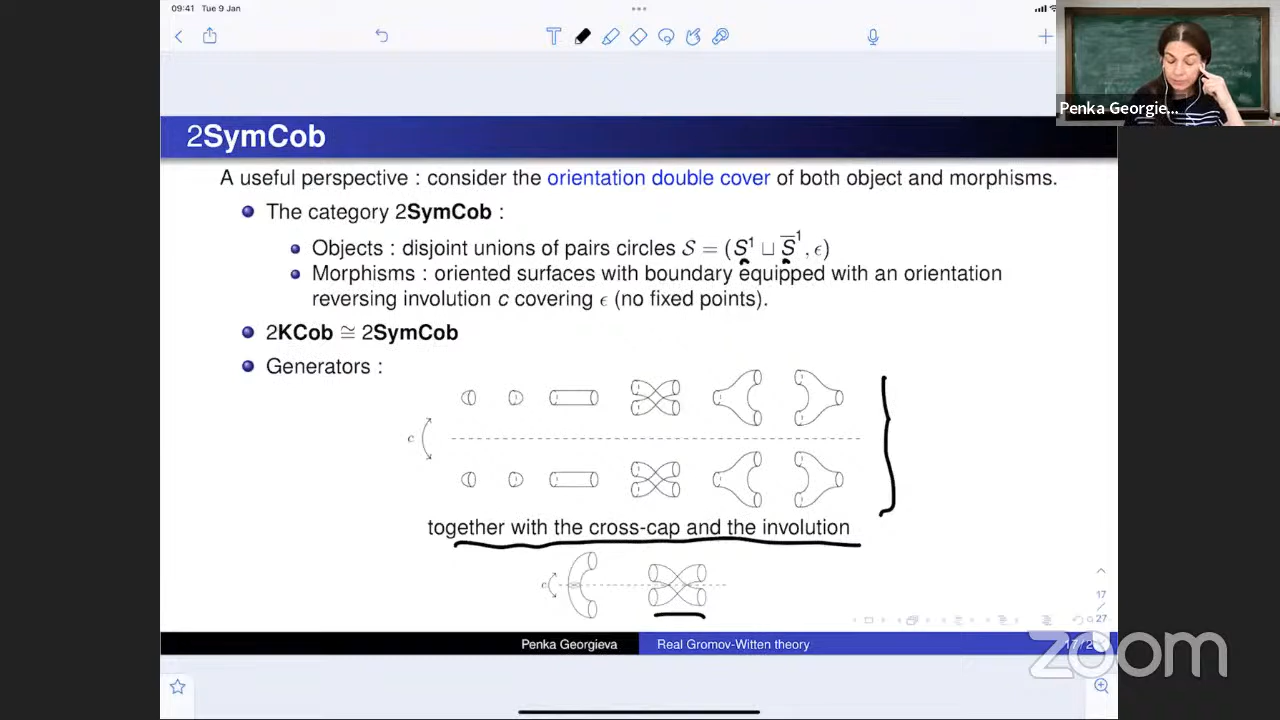 09:41 Tue 9 Jan
Penka Georgie...
2SymCob
A useful perspective : consider the orientation double cover of both object and morphisms.
The category 2SymCob :
Objects : disjoint unions of pairs circles 𝒮 = (S¹ ⊔ S̅¹, ϵ)
Morphisms : oriented surfaces with boundary equipped with an orientation
reversing involution c covering ϵ (no fixed points).
2KCob ≅ 2SymCob
Generators :
c
together with the cross-cap and the involution
c
17
/
27
Penka Georgieva
Real Gromov-Witten theory
zoom